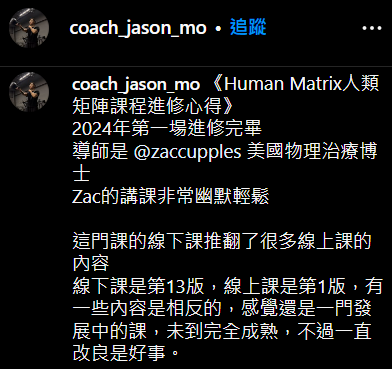 coach_jason_mo • 追蹤
coach_jason_mo 《Human Matrix人類
矩陣課程進修心得》
2024年第一場進修完畢
導師是 @zaccupples 美國物理治療博
士
Zac的講課非常幽默輕鬆
這門課的線下課推翻了很多線上課的
內容
線下課是第13版，線上課是第1版，有
一些內容是相反的，感覺還是一門發
展中的課，未到完全成熟，不過一直
改良是好事。